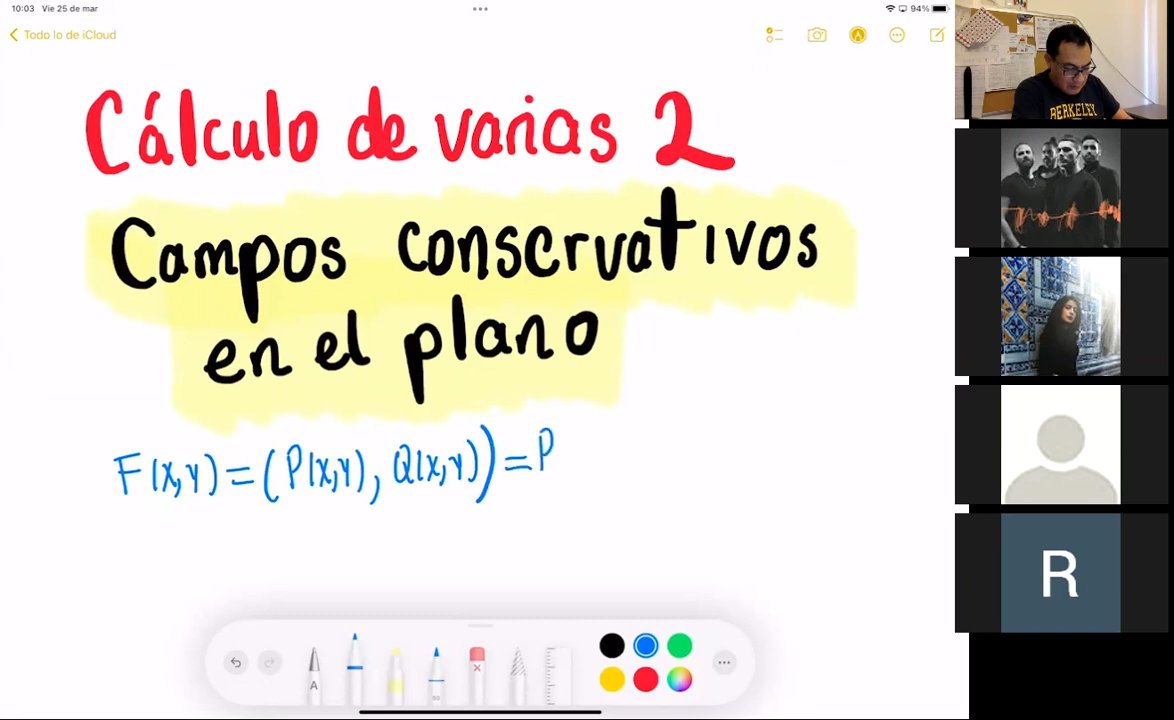 10:03 Vie 25 de mar
94%
Todo lo de iCloud
Cálculo de varias 2
Campos conservativos
en el plano
F(x,y)=(P(x,y), Q(x,y))=P
A
BERKELEY
R